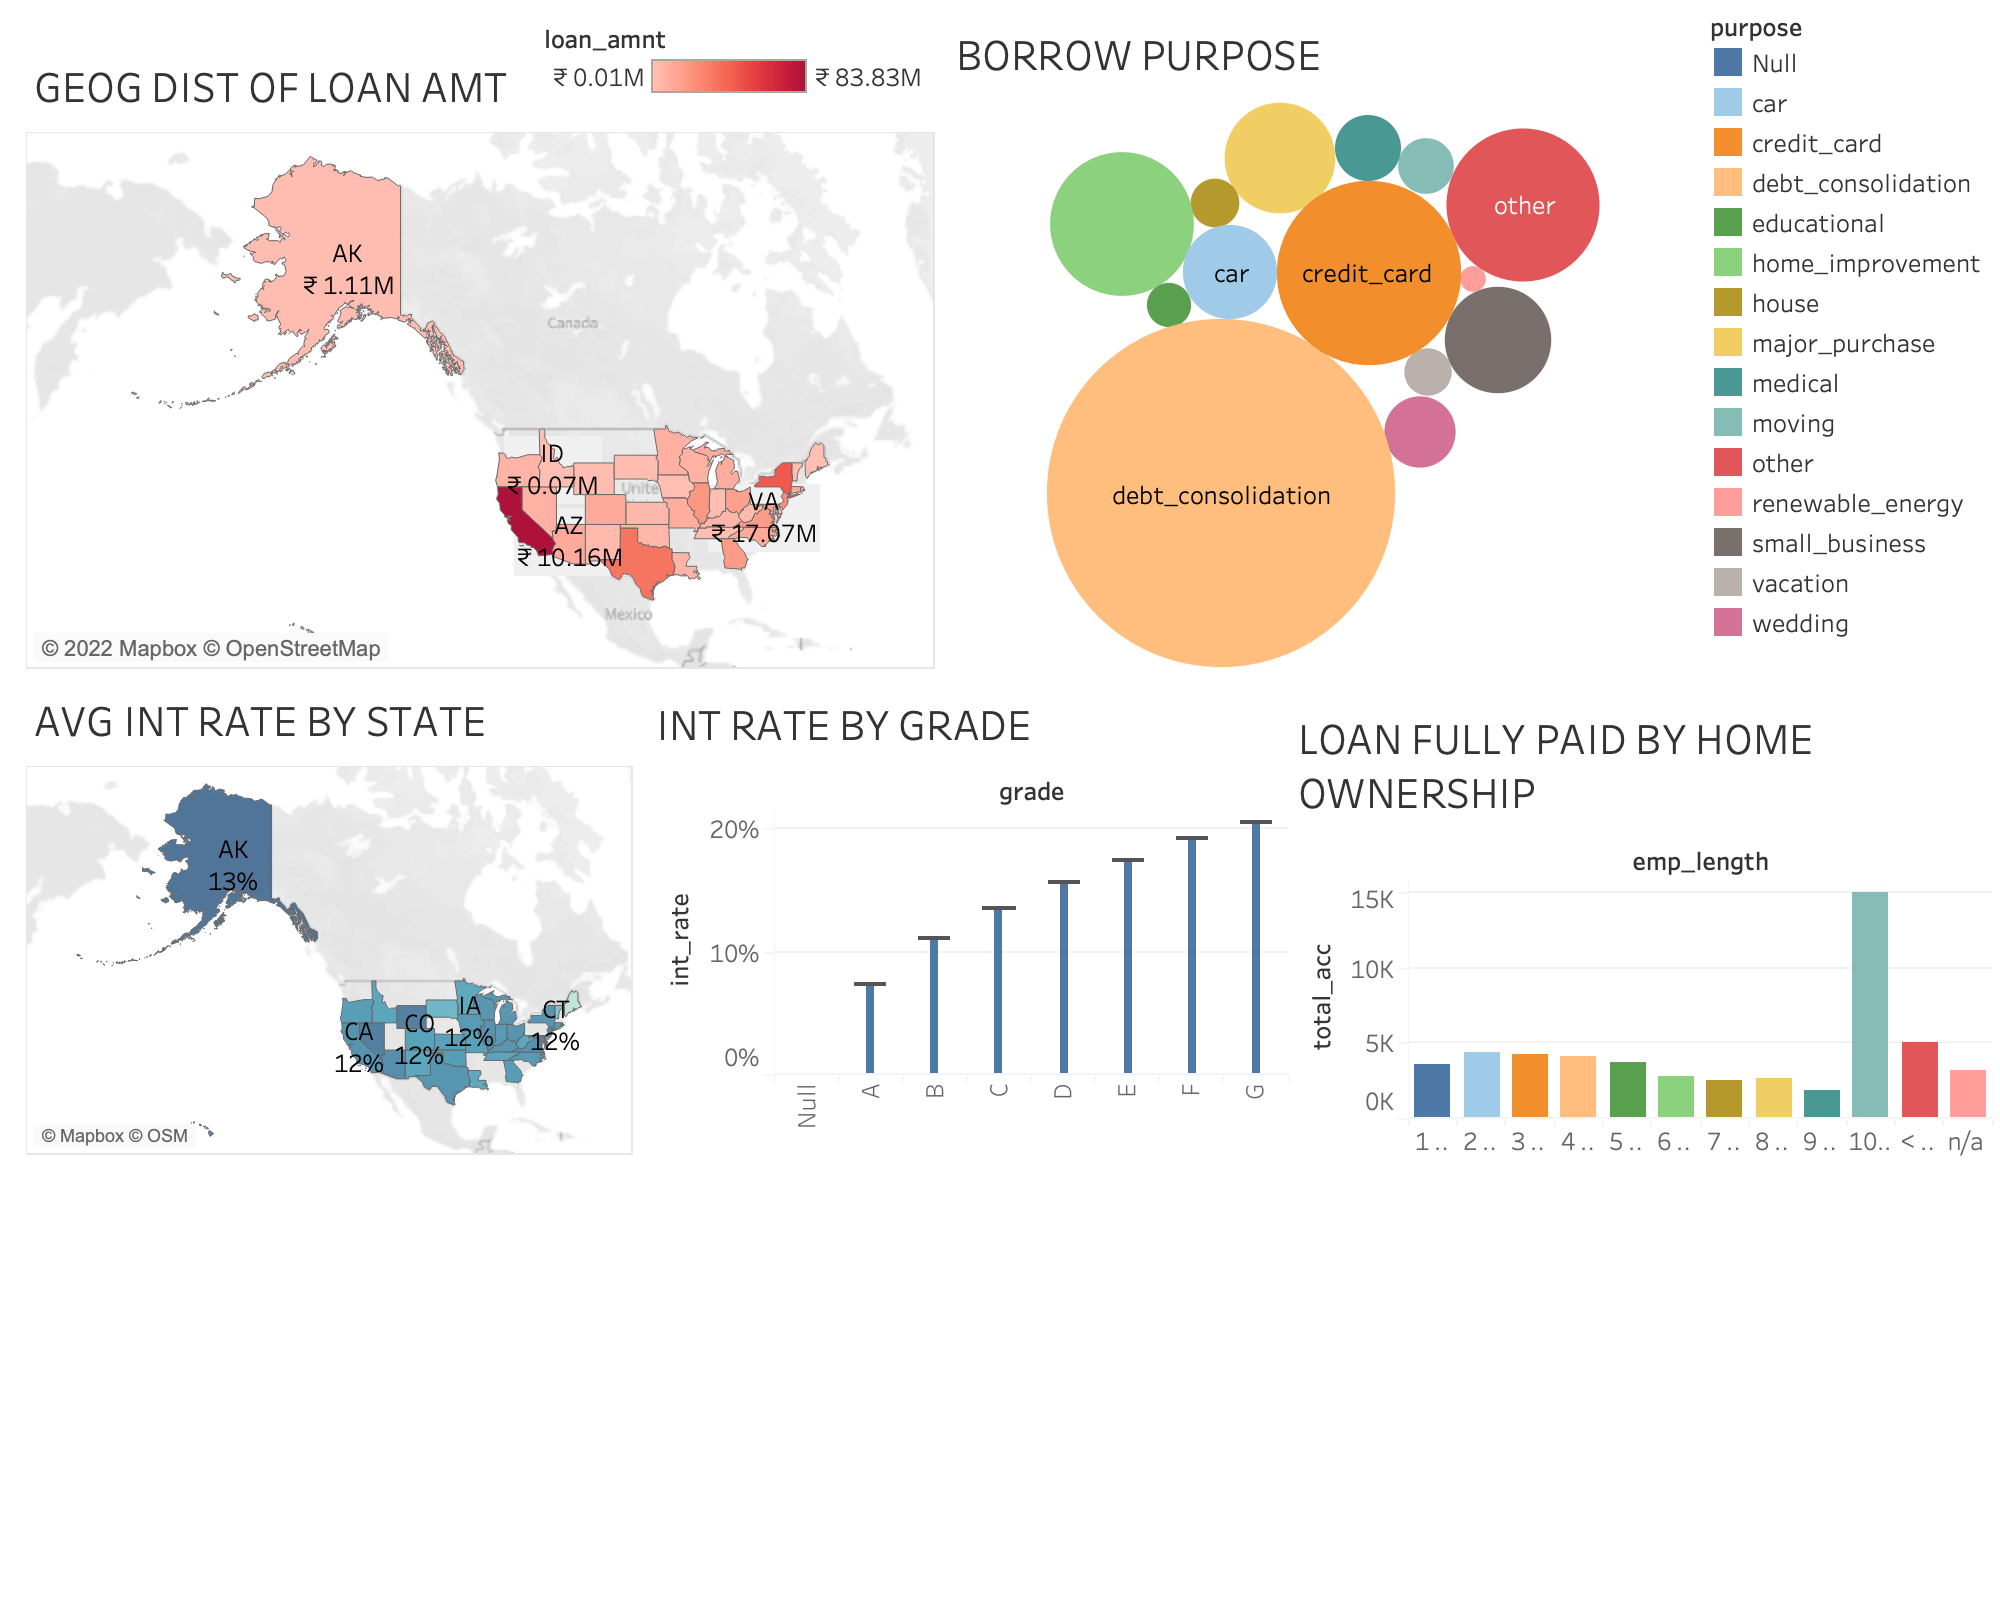 loan_amnt
₹ 0.01M
₹ 83.83M
GEOG DIST OF LOAN AMT
AK
₹ 1.11M
Canada
ID
₹ 0.07M
Unite
VA
₹ 17.07M
AZ
₹ 10.16M
Mexico
© 2022 Mapbox © OpenStreetMap
BORROW PURPOSE
other
car
credit_card
debt_consolidation
purpose
Null
car
credit_card
debt_consolidation
educational
home_improvement
house
major_purchase
medical
moving
other
renewable_energy
small_business
vacation
wedding
AVG INT RATE BY STATE
AK
13%
IA
12%
CT
12%
CO
12%
CA
12%
© Mapbox © OSM
INT RATE BY GRADE
grade
int_rate
20%
10%
0%
Null
A
B
C
D
E
F
G
LOAN FULLY PAID BY HOME
OWNERSHIP
emp_length
total_acc
15K
10K
5K
0K
1 ..
2 ..
3 ..
4 ..
5 ..
6 ..
7 ..
8 ..
9 ..
10..
< ..
n/a